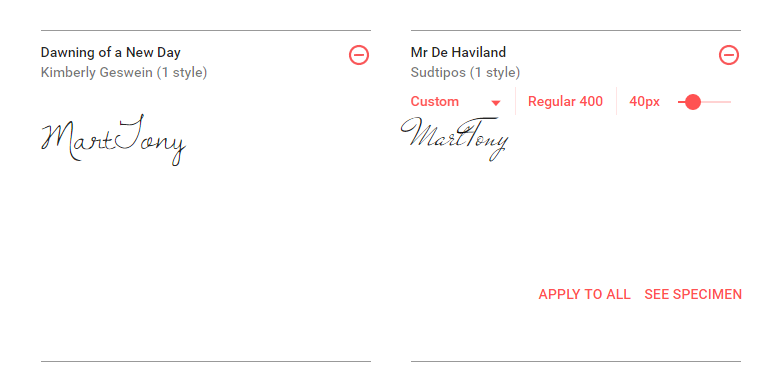 Dawning of a New Day
Kimberly Geswein (1 style)
MartTony
Mr De Haviland
Sudtipos (1 style)
Custom Regular 400 40px
MartTony
APPLY TO ALL SEE SPECIMEN